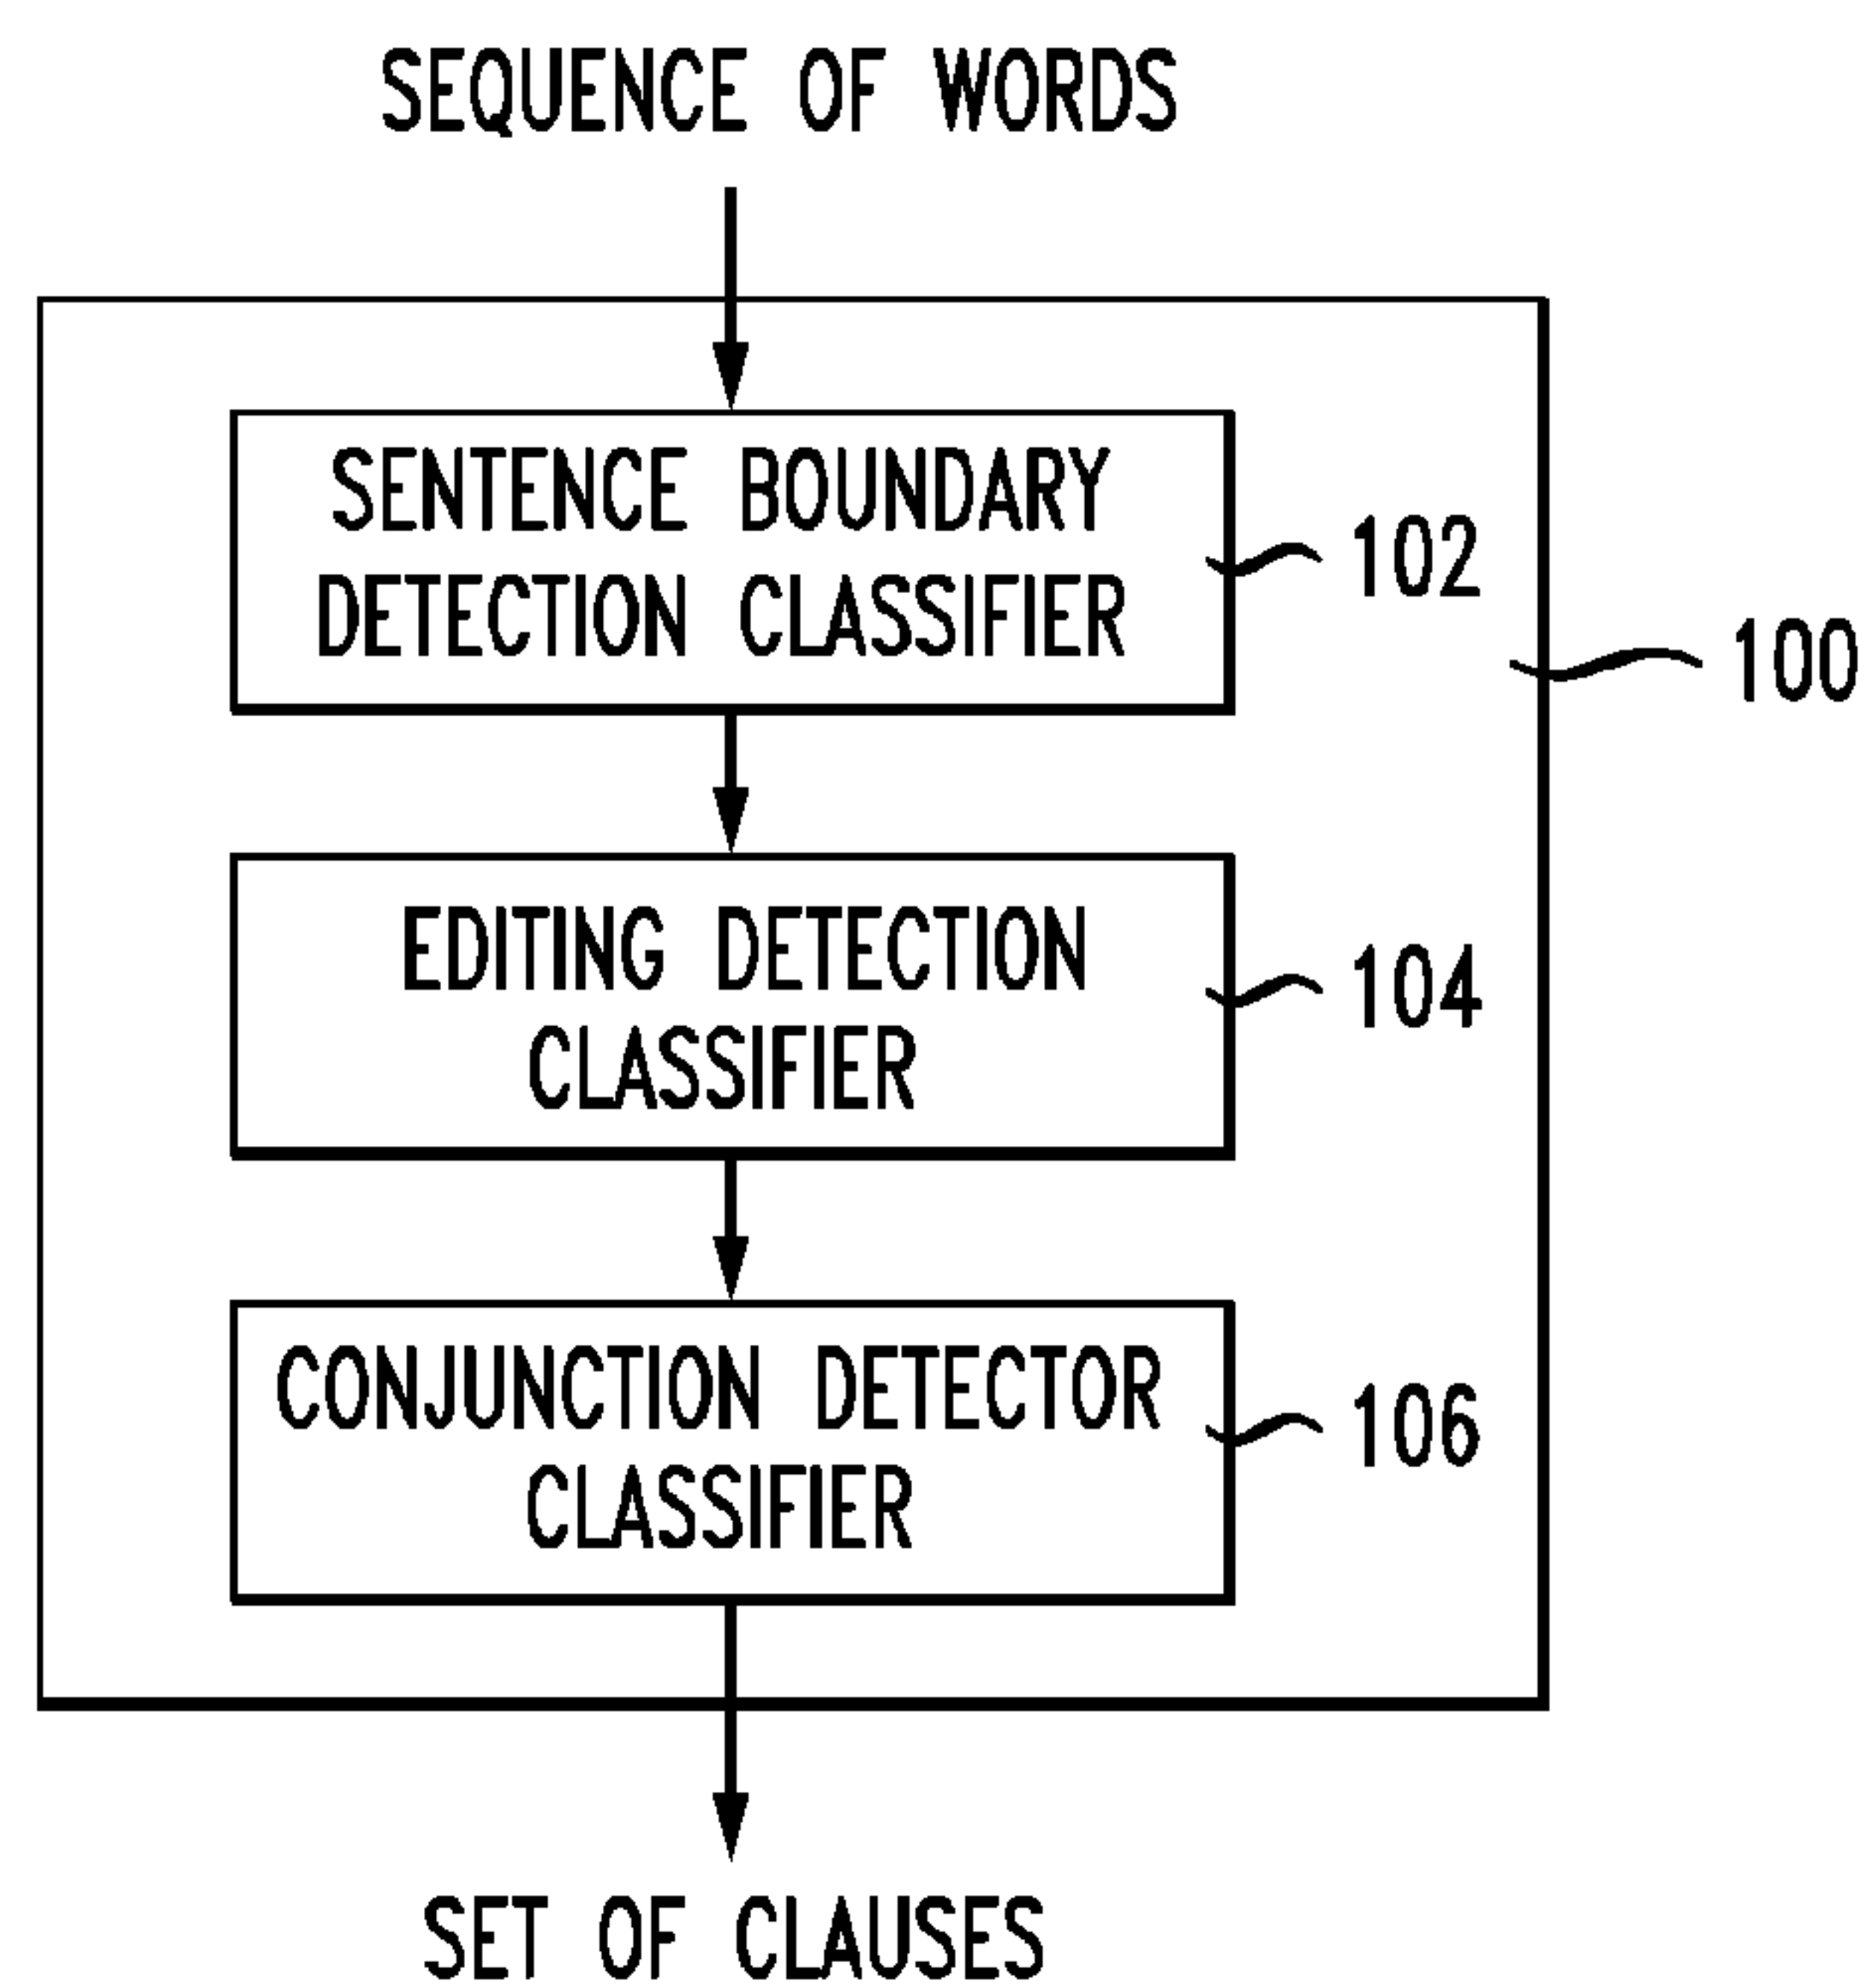 SEQUENCE OF WORDS
SENTENCE BOUNDARY
DETECTION CLASSIFIER
102
100
EDITING DETECTION
CLASSIFIER
104
CONJUNCTION DETECTOR
CLASSIFIER
106
SET OF CLAUSES